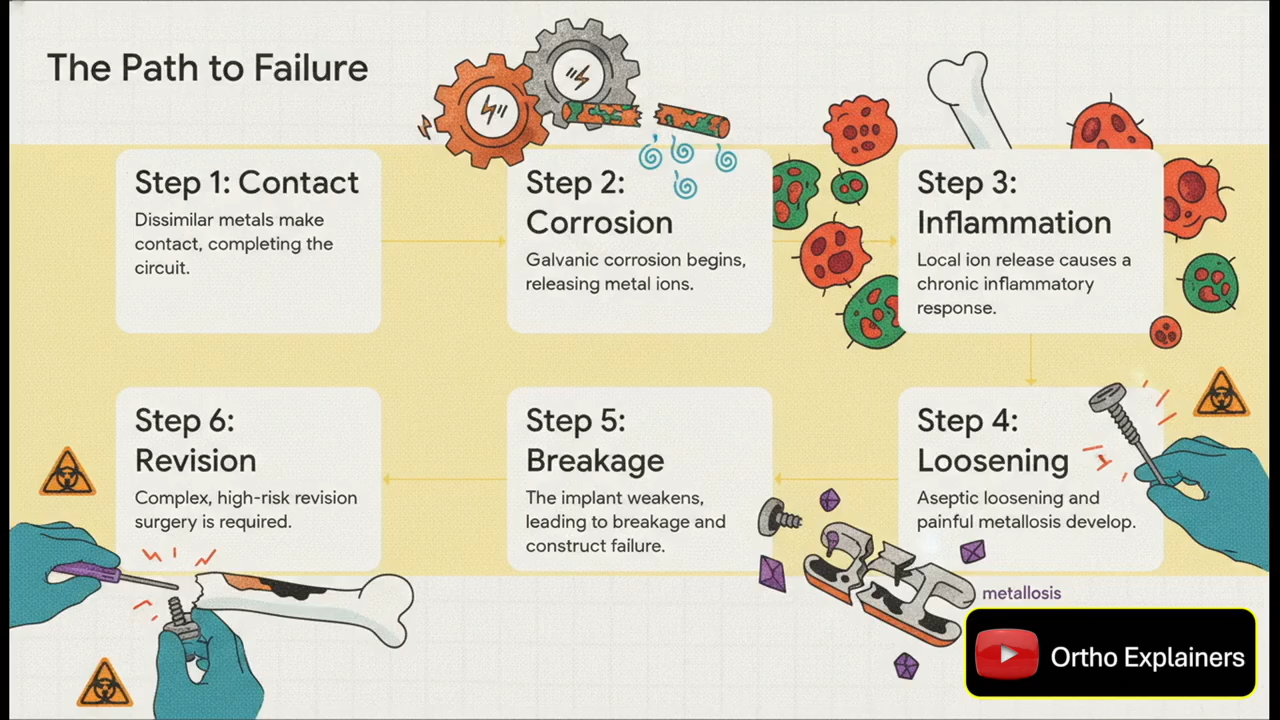 The Path to Failure
Step 1: Contact
Dissimilar metals make
contact, completing the
circuit.
Step 2:
Corrosion
Galvanic corrosion begins,
releasing metal ions.
Step 3:
Inflammation
Local ion release causes a
chronic inflammatory
response.
Step 4:
Loosening
Aseptic loosening and
painful metallosis develop.
Step 5:
Breakage
The implant weakens,
leading to breakage and
construct failure.
Step 6:
Revision
Complex, high-risk revision
surgery is required.
metallosis
Ortho Explainers